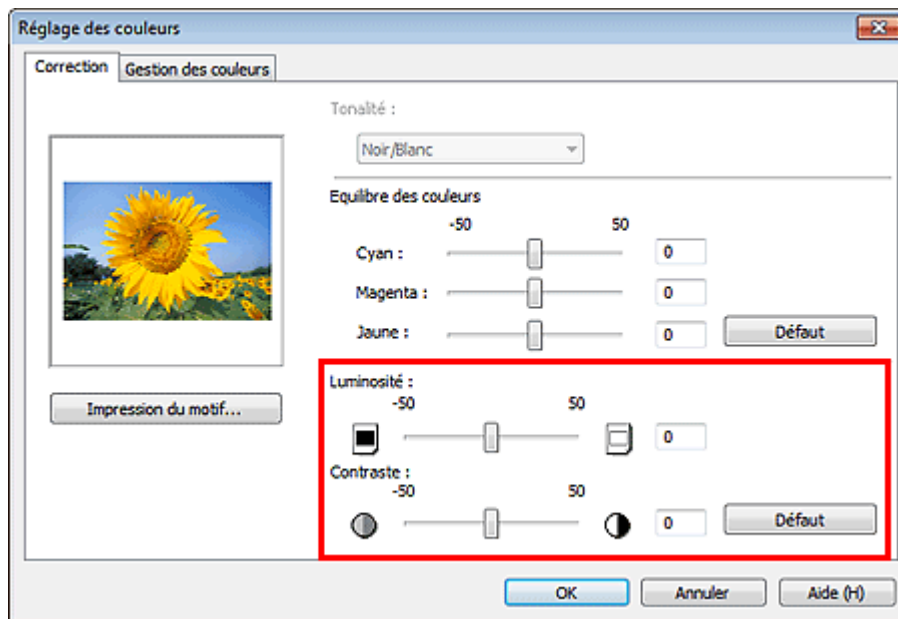 Réglage des couleurs
Correction
Gestion des couleurs
Tonalité :
Noir/Blanc
Equilibre des couleurs
-50 50
Cyan : 0
Magenta : 0
Jaune : 0 Défaut
Impression du motif...
Luminosité :
-50 50
0
Contraste :
-50 50
0 Défaut
OK Annuler Aide (H)